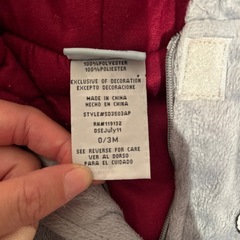 100%POLYESTER
100%POLIESTER
EXCLUSIVE OF DECORATION
EXCEPTO DECORACIONE
MADE IN CHINA
HECHO EN CHINA
STYLE#SD3503AP
RN#119132
DSEJuly11
0/3M
SEE REVERSE FOR CARE
VER AL DORSO
PARA EL CUIDADO